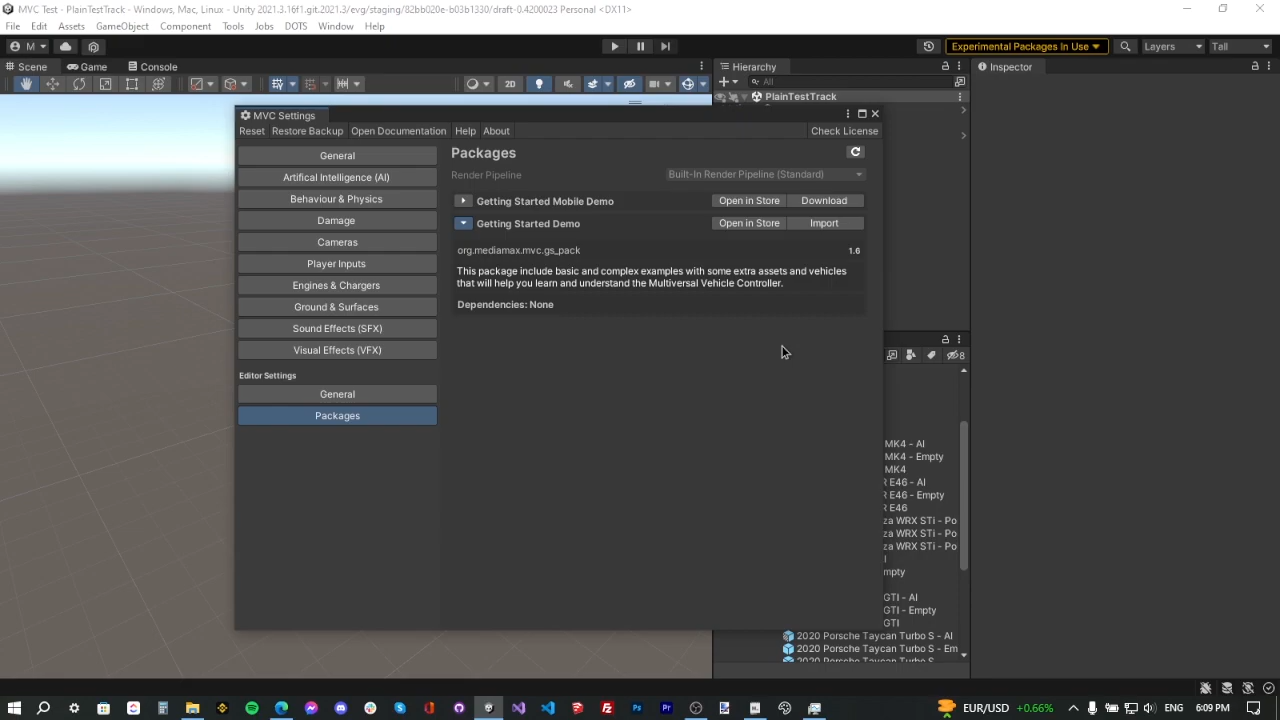 MVC Test - PlainTestTrack - Windows, Mac, Linux - Unity 2021.3.16f1.git.2021.3/evg/staging/82bb020e-b03b1330/draft-0.4200023 Personal <DX11>
File Edit Assets GameObject Component Tools Jobs DOTS Window Help
M Experimental Packages In Use Layers Tall
Scene Game Console Hierarchy Inspector
2D All
PlainTestTrack
MVC Settings
Reset Restore Backup Open Documentation Help About Check License
General
Packages
Render Pipeline Built-In Render Pipeline (Standard)
Artifical Intelligence (AI)
Behaviour & Physics
Getting Started Mobile Demo Open in Store Download
Damage
Getting Started Demo Open in Store Import
Cameras
org.mediamax.mvc.gs_pack 1.6
Player Inputs
This package include basic and complex examples with some extra assets and vehicles
that will help you learn and understand the Multiversal Vehicle Controller.
Engines & Chargers
Ground & Surfaces
Dependencies: None
Sound Effects (SFX)
Visual Effects (VFX)
8
Editor Settings
General
Packages
MK4 - AI
MK4 - Empty
MK4
R E46 - AI
R E46 - Empty
R E46
za WRX STi - Po
za WRX STi - Po
za WRX STi - Po
mpty
GTI - AI
GTI - Empty
GTI
2020 Porsche Taycan Turbo S - AI
2020 Porsche Taycan Turbo S - Em
2020 Porsche Taycan Turbo S
EUR/USD +0.66% ENG 6:09 PM